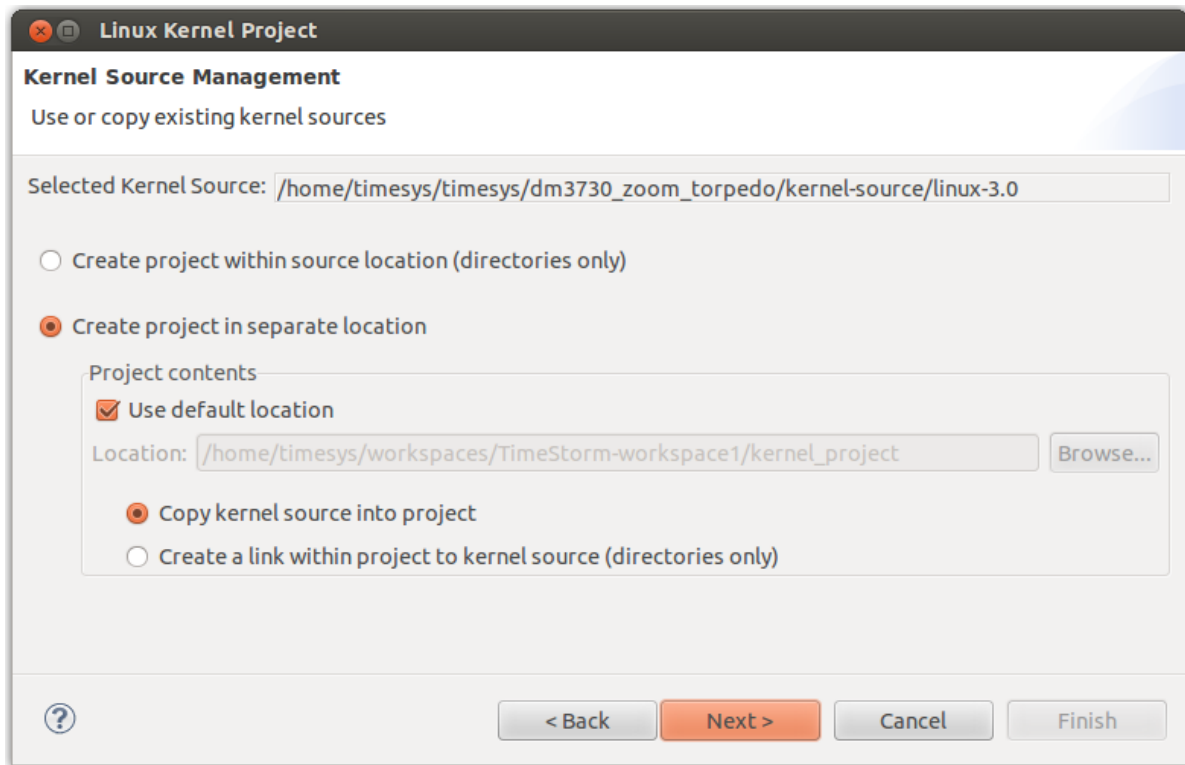 Linux Kernel Project
Kernel Source Management
Use or copy existing kernel sources
Selected Kernel Source: /home/timesys/timesys/dm3730_zoom_torpedo/kernel-source/linux-3.0
Create project within source location (directories only)
Create project in separate location
Project contents
Use default location
Location: /home/timesys/workspaces/TimeStorm-workspace1/kernel_project Browse...
Copy kernel source into project
Create a link within project to kernel source (directories only)
? < Back Next > Cancel Finish